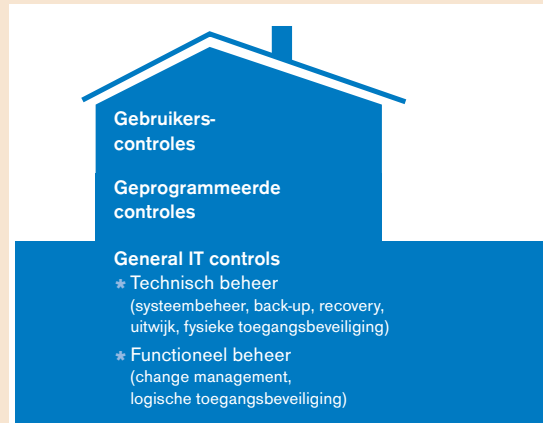 Gebruikers-
controles
Geprogrammeerde
controles
General IT controls
* Technisch beheer
(systeembeheer, back-up, recovery,
uitwijk, fysieke toegangsbeveiliging)
* Functioneel beheer
(change management,
logische toegangsbeveiliging)